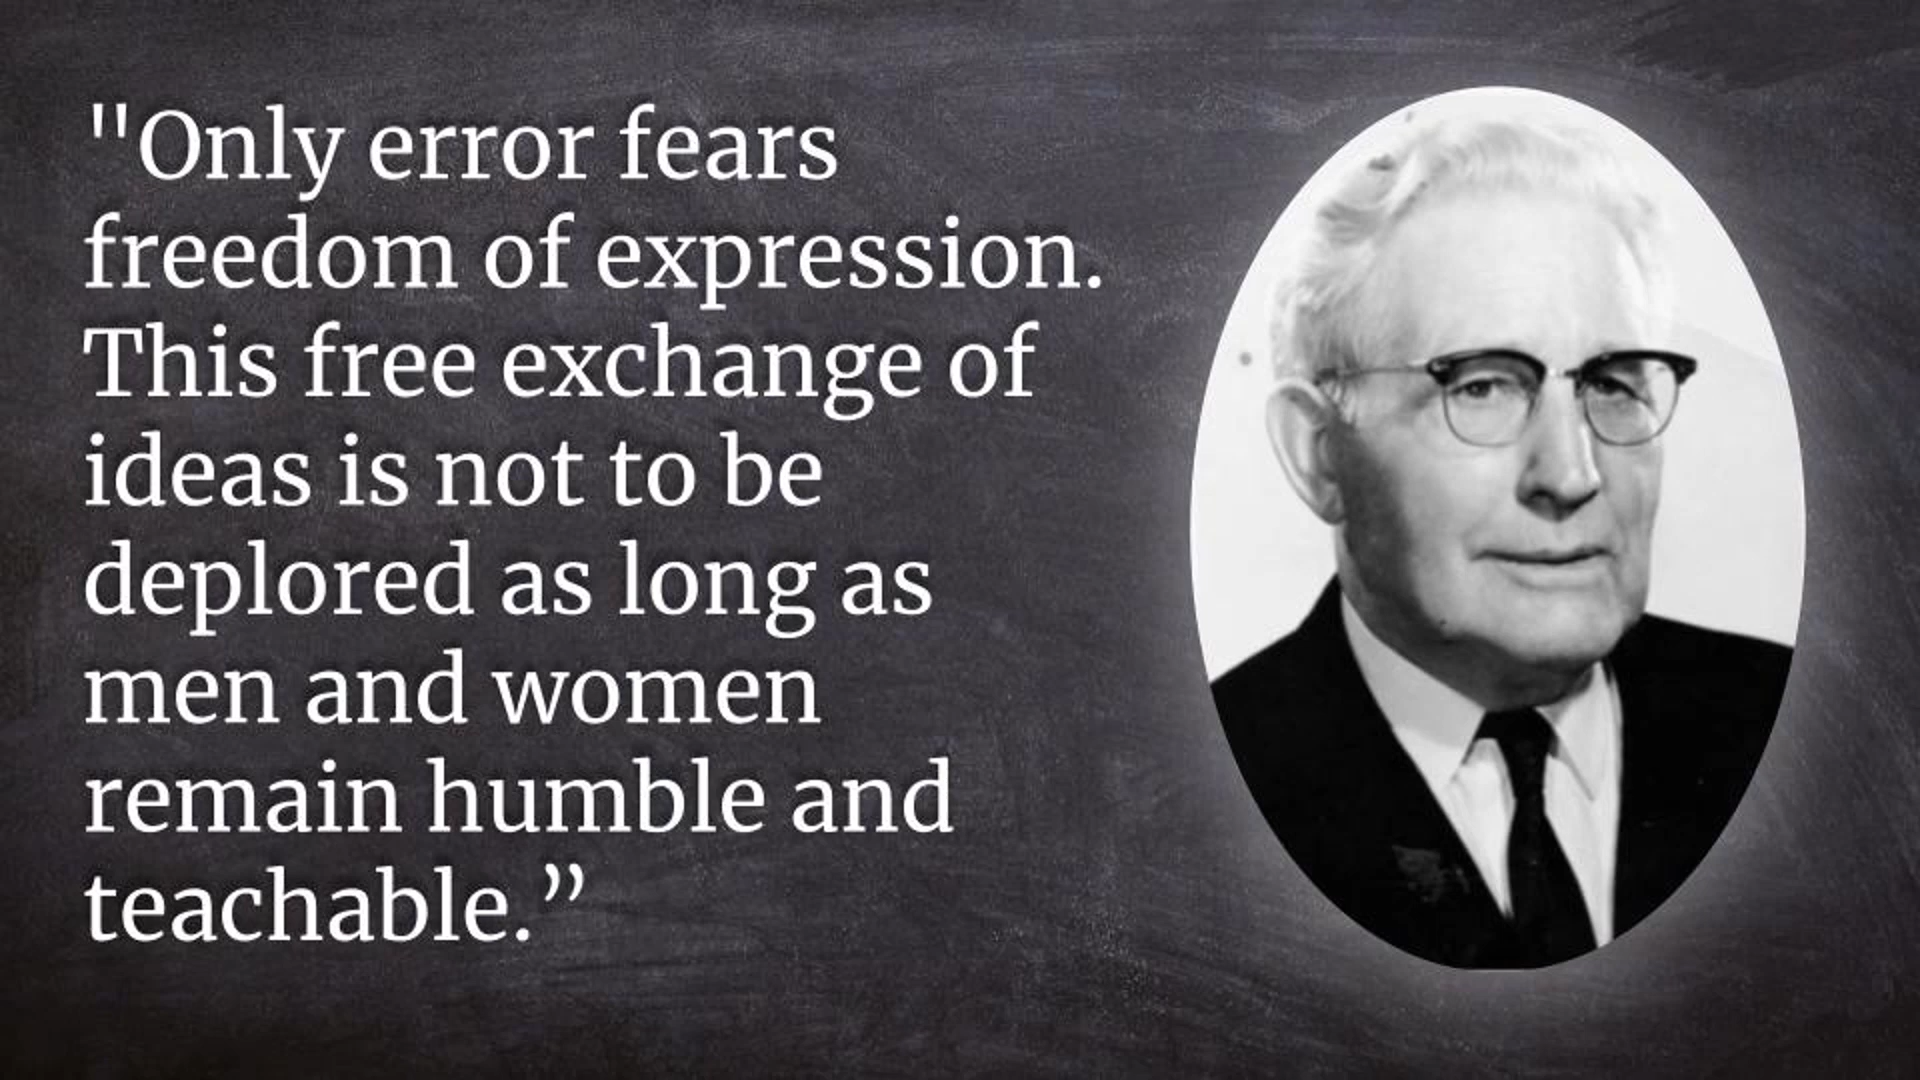 "Only error fears
freedom of expression.
This free exchange of
ideas is not to be
deplored as long as
men and women
remain humble and
teachable.”